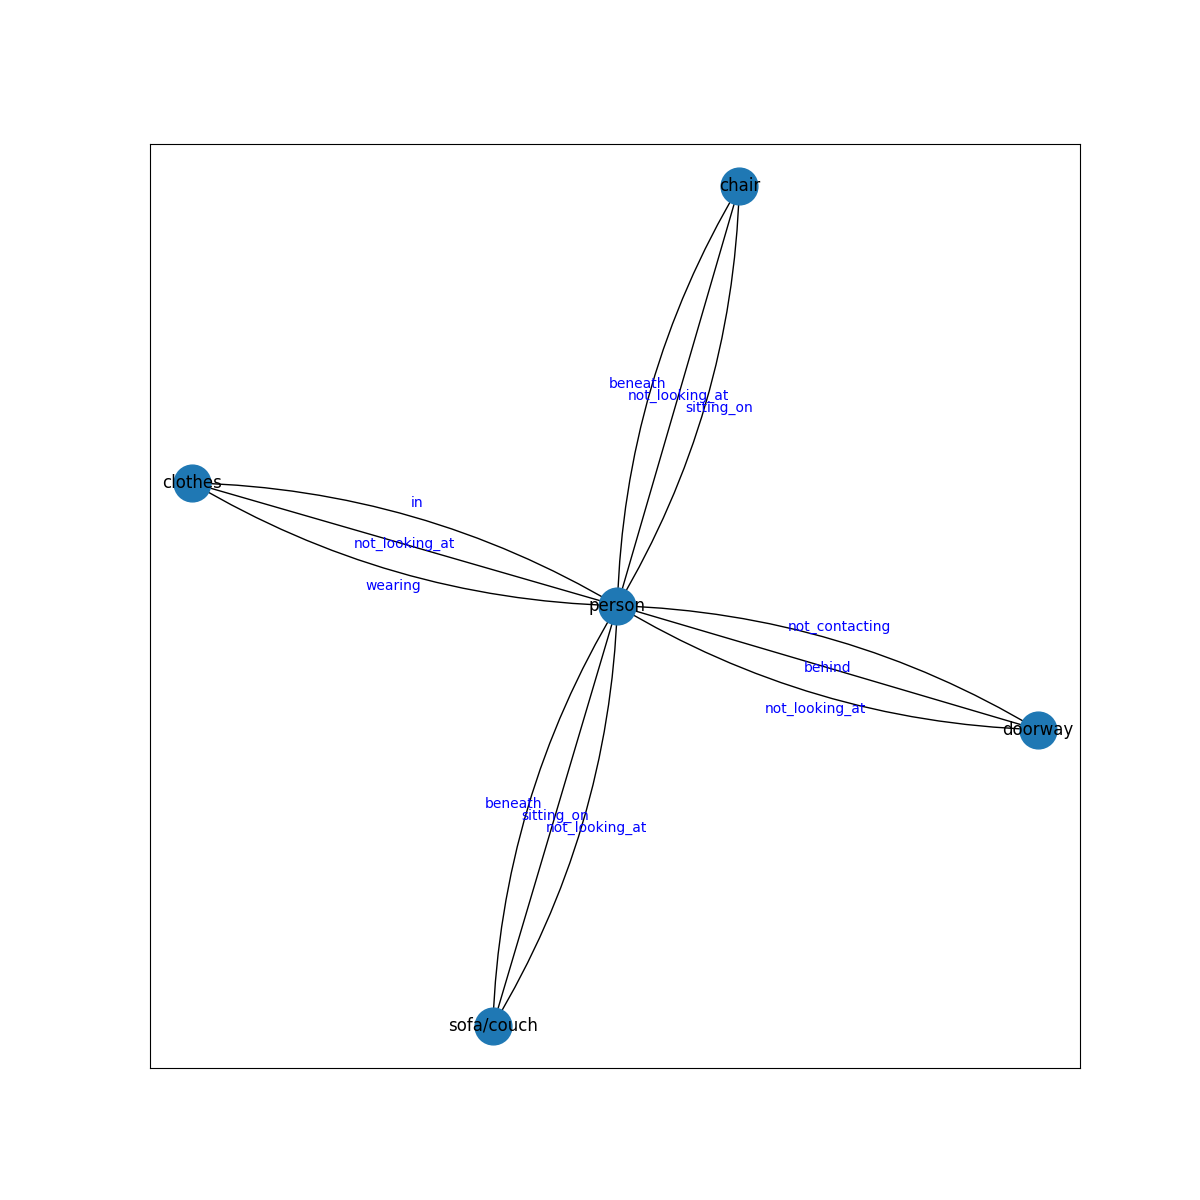 chair
beneath
not_looking_at
sitting_on
clothes
in
not_looking_at
wearing
person
not_contacting
behind
not_looking_at
doorway
beneath
sitting_on
not_looking_at
sofa/couch